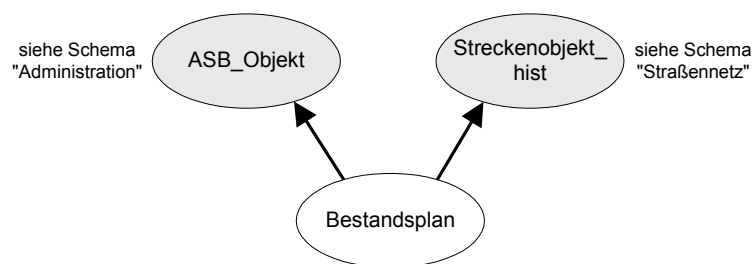 siehe Schema
"Administration"
ASB_Objekt
Streckenobjekt_
hist
siehe Schema
"Straßennetz"
Bestandsplan